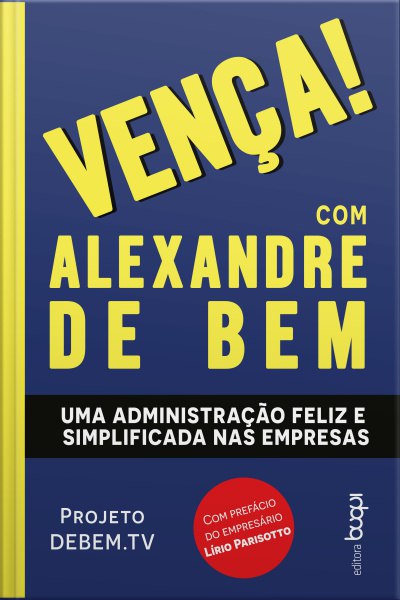 VENÇA!
COM
ALEXANDRE
DE BEM
UMA ADMINISTRAÇÃO FELIZ E
SIMPLIFICADA NAS EMPRESAS
PROJETO
DEBEM.TV
COM PREFÁCIO
DO EMPRESÁRIO
LÍRIO PARISOTTO
editora buqui